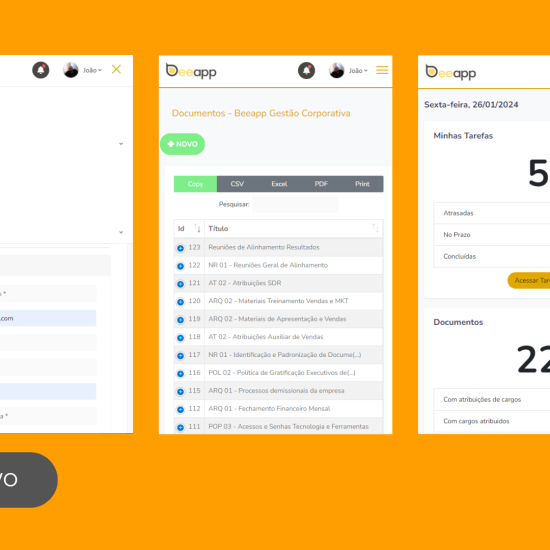 João
*
.com
a *
VO
Beeapp
João
Documentos - Beeapp Gestão Corporativa
NOVO
Copy CSV Excel PDF Print
Pesquisar:
Id Título
123 Reuniões de Alinhamento Resultados
122 NR 01 - Reuniões Geral de Alinhamento
121 AT 02 - Atribuições SDR
120 ARQ 02 - Materiais Treinamento Vendas e MKT
119 ARQ 02 - Materiais de Apresentação e Vendas
118 AT 02 - Atribuições Auxiliar de Vendas
117 NR 01 - Identificação e Padronização de Docume(...)
116 POL 02 - Política de Gratificação Executivos de(...)
115 ARQ 01 - Processos demissionais da empresa
112 ARQ 01 - Fechamento Financeiro Mensal
111 POP 03 - Acessos e Senhas Tecnologia e Ferramentas
Beeapp
Sexta-feira, 26/01/2024
Minhas Tarefas
5
Atrasadas
No Prazo
Concluídas
Acessar Tar
Documentos
22
Com atribuições de cargos
Com cargos atribuidos